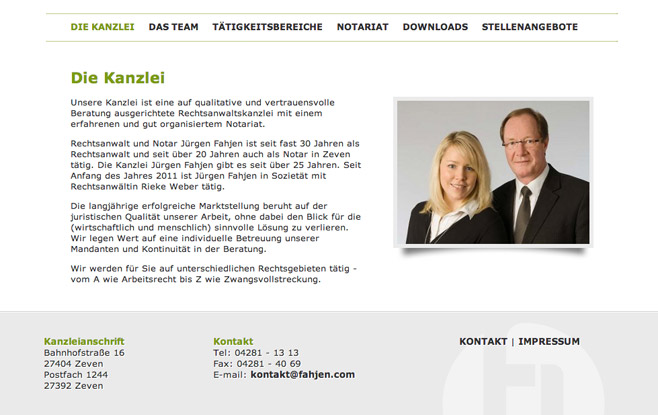 DIE KANZLEI DAS TEAM TÄTIGKEITSBEREICHE NOTARIAT DOWNLOADS STELLENANGEBOTE
Die Kanzlei
Unsere Kanzlei ist eine auf qualitative und vertrauensvolle
Beratung ausgerichtete Rechtsanwaltskanzlei mit einem
erfahrenen und gut organisiertem Notariat.
Rechtsanwalt und Notar Jürgen Fahjen ist seit fast 30 Jahren als
Rechtsanwalt und seit über 20 Jahren auch als Notar in Zeven
tätig. Die Kanzlei Jürgen Fahjen gibt es seit über 25 Jahren. Seit
Anfang des Jahres 2011 ist Jürgen Fahjen in Sozietät mit
Rechtsanwältin Rieke Weber tätig.
Die langjährige erfolgreiche Marktstellung beruht auf der
juristischen Qualität unserer Arbeit, ohne dabei den Blick für die
(wirtschaftlich und menschlich) sinnvolle Lösung zu verlieren.
Wir legen Wert auf eine individuelle Betreuung unserer
Mandanten und Kontinuität in der Beratung.
Wir werden für Sie auf unterschiedlichen Rechtsgebieten tätig -
vom A wie Arbeitsrecht bis Z wie Zwangsvollstreckung.
Kanzleianschrift
Bahnhofstraße 16
27404 Zeven
Postfach 1244
27392 Zeven
Kontakt
Tel: 04281 - 13 13
Fax: 04281 - 40 69
E-mail: kontakt@fahjen.com
KONTAKT | IMPRESSUM